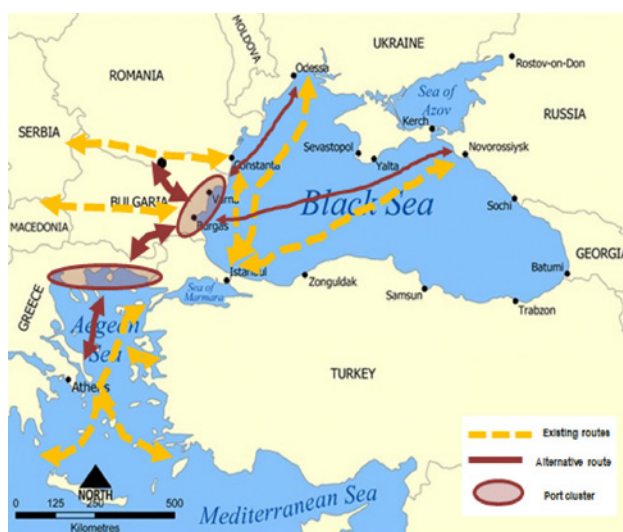 UKRAINE
MOLDOVA
Odessa
Rostov-on-Don
ROMANIA
Sea of
Azov
RUSSIA
SERBIA
Kerch
Sevastopol
Yalta
Novorossiysk
Constanta
BULGARIA
Varna
Black Sea
Sochi
MACEDONIA
Burgas
GEORGIA
Batumi
Istanbul
Sea of
Marmara
Zonguldak
Samsun
Trabzon
GREECE
Aegean
Sea
TURKEY
Athens
Existing routes
Alternative route
Port cluster
NORTH
0 125 250 500
Kilometres
Mediterranean Sea